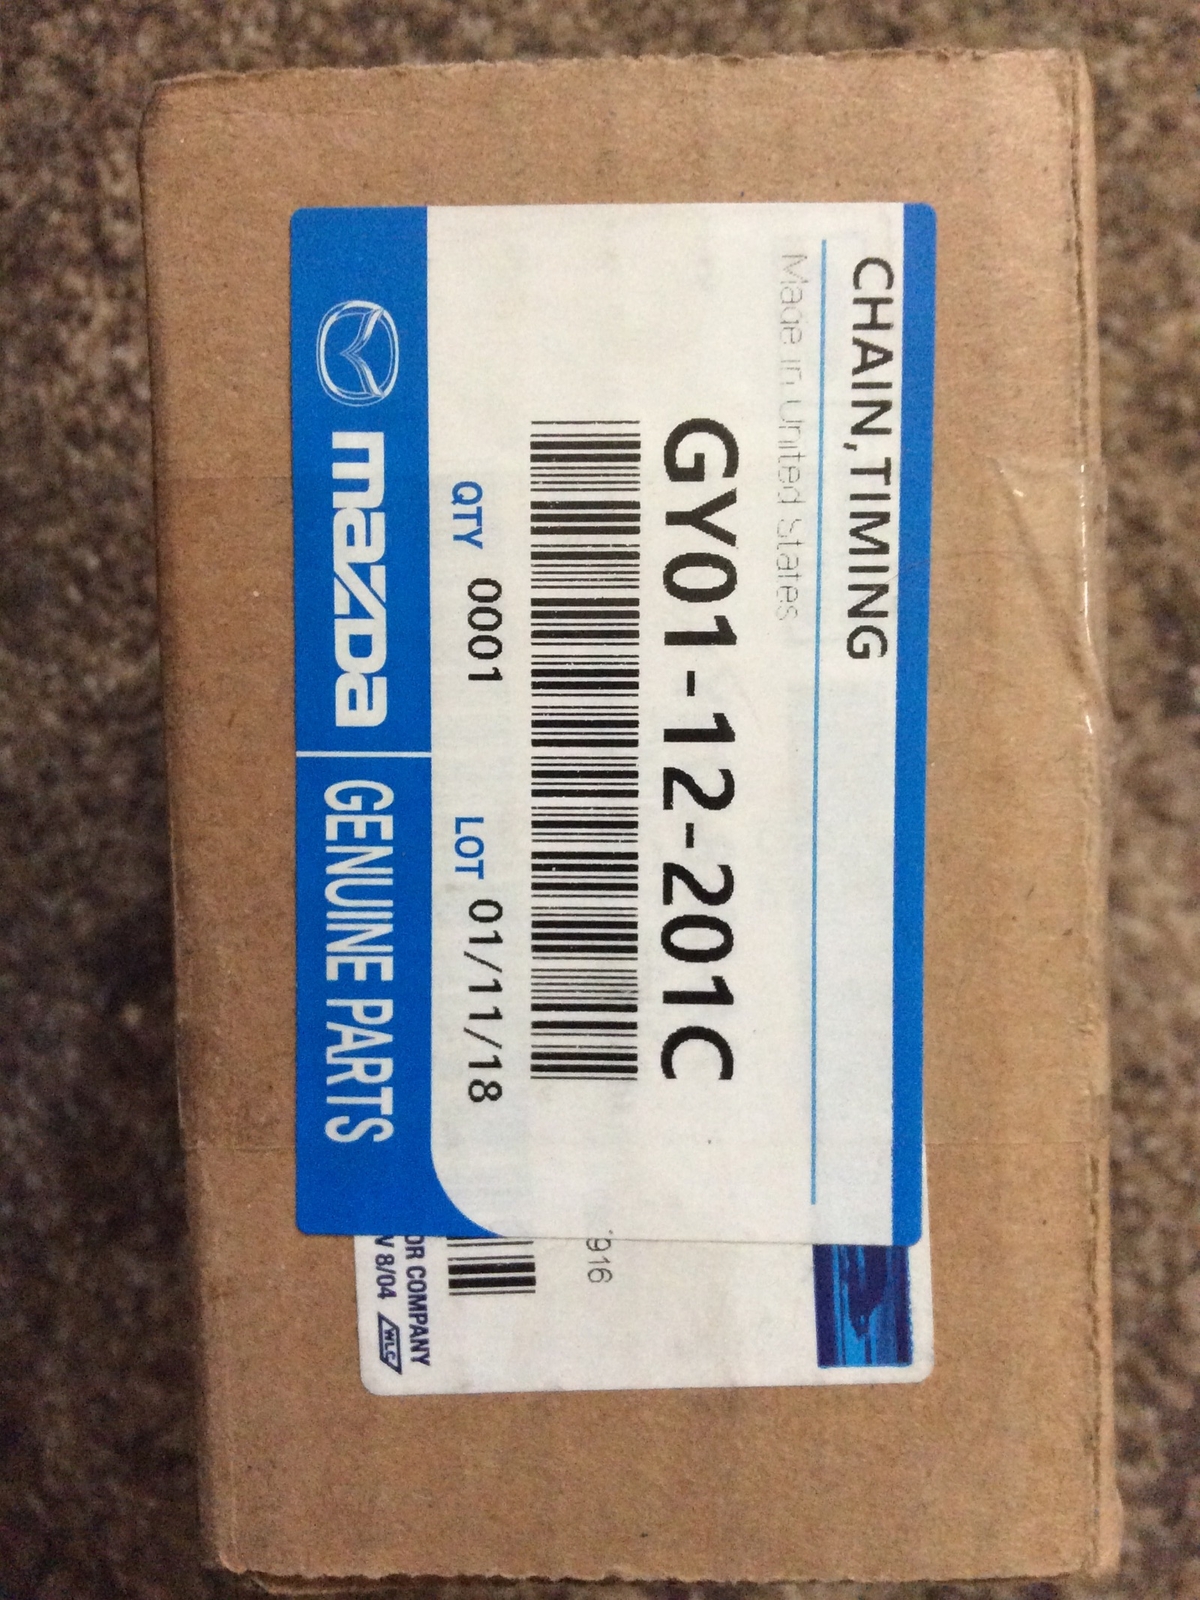 CHAIN,TIMING
Made in United States
GY01-12-201C
QTY 0001 LOT 01/11/18
mazda GENUINE PARTS
916
OR COMPANY
8/04 WLC